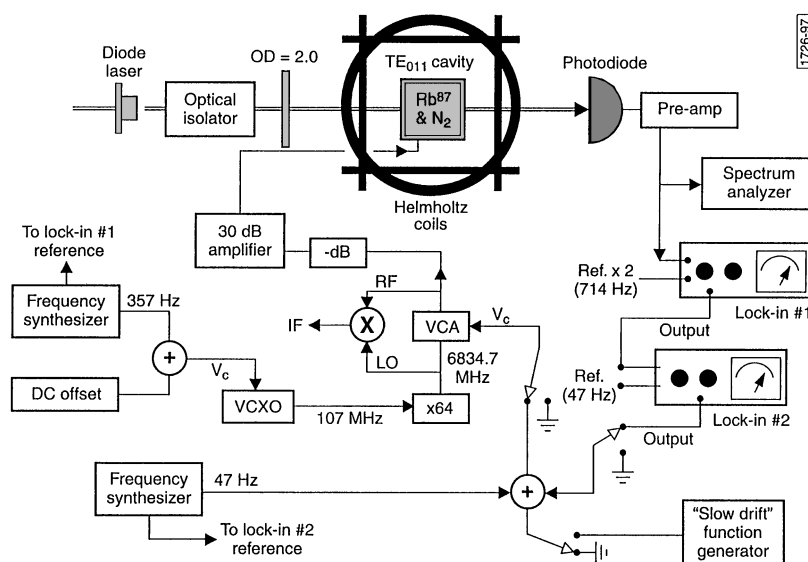 1726-97
Diode
laser
OD = 2.0
TE011 cavity
Photodiode
Optical
isolator
Rb87
& N2
Pre-amp
Spectrum
analyzer
Helmholtz
coils
To lock-in #1
reference
30 dB
amplifier
-dB
Ref. x 2
(714 Hz)
Lock-in #1
Frequency
synthesizer
357 Hz
RF
IF
X
VCA
Vc
Output
+
LO
6834.7
MHz
DC offset
Vc
VCXO
107 MHz
x64
Ref.
(47 Hz)
Lock-in #2
Output
Frequency
synthesizer
47 Hz
+
To lock-in #2
reference
"Slow drift"
function
generator